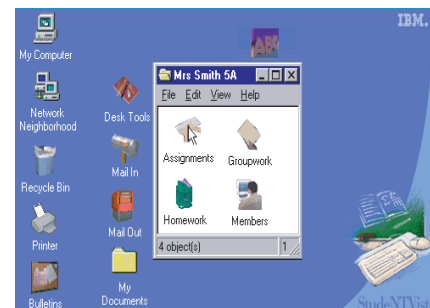 IBM.
My Computer
Network
Neighborhood
Recycle Bin
Printer
Bulletins
Desk Tools
Mail In
Mail Out
My
Documents
Mrs Smith 5A
File Edit View Help
Assignments Groupwork
Homework Members
4 object(s) 1